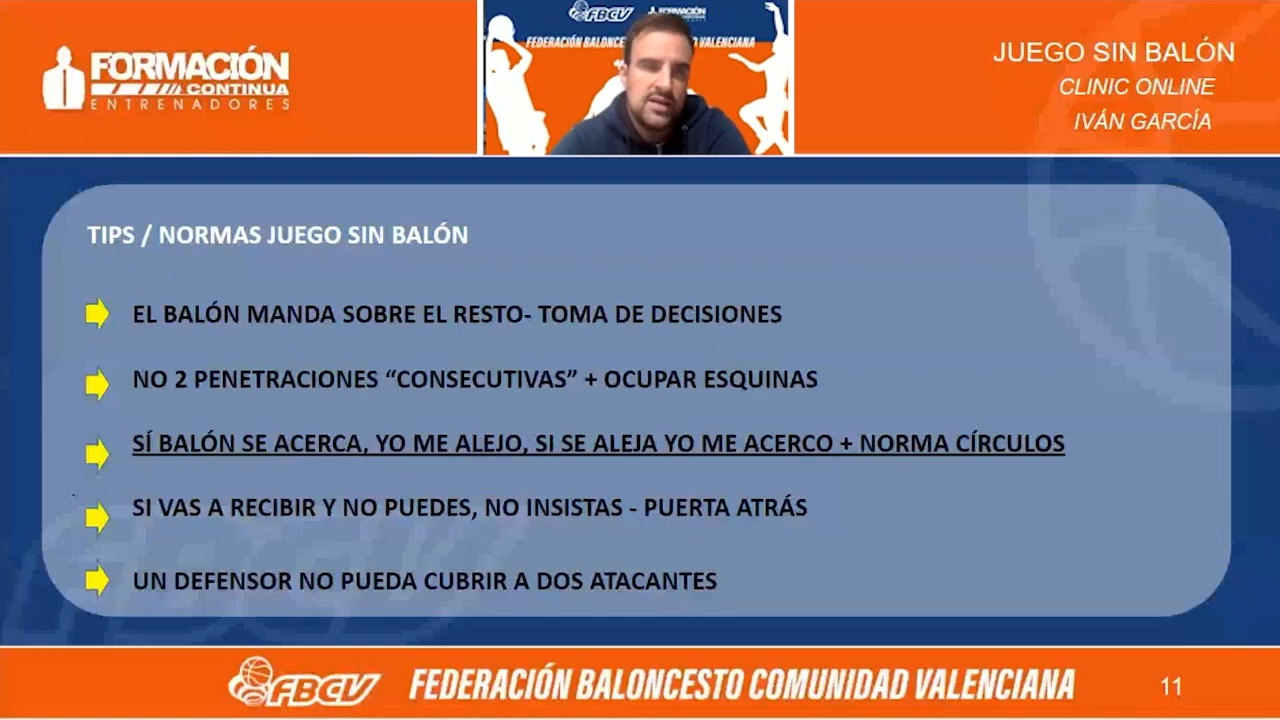 FORMACIÓN
CONTINUA
ENTRENADORES
FBCV
FEDERACIÓN BALONCES
O VALENCIANA
JUEGO SIN BALÓN
CLINIC ONLINE
IVÁN GARCÍA
TIPS / NORMAS JUEGO SIN BALÓN
EL BALÓN MANDA SOBRE EL RESTO- TOMA DE DECISIONES
NO 2 PENETRACIONES “CONSECUTIVAS” + OCUPAR ESQUINAS
SÍ BALÓN SE ACERCA, YO ME ALEJO, SI SE ALEJA YO ME ACERCO + NORMA CÍRCULOS
SI VAS A RECIBIR Y NO PUEDES, NO INSISTAS - PUERTA ATRÁS
UN DEFENSOR NO PUEDA CUBRIR A DOS ATACANTES
FBCV FEDERACIÓN BALONCESTO COMUNIDAD VALENCIANA 11